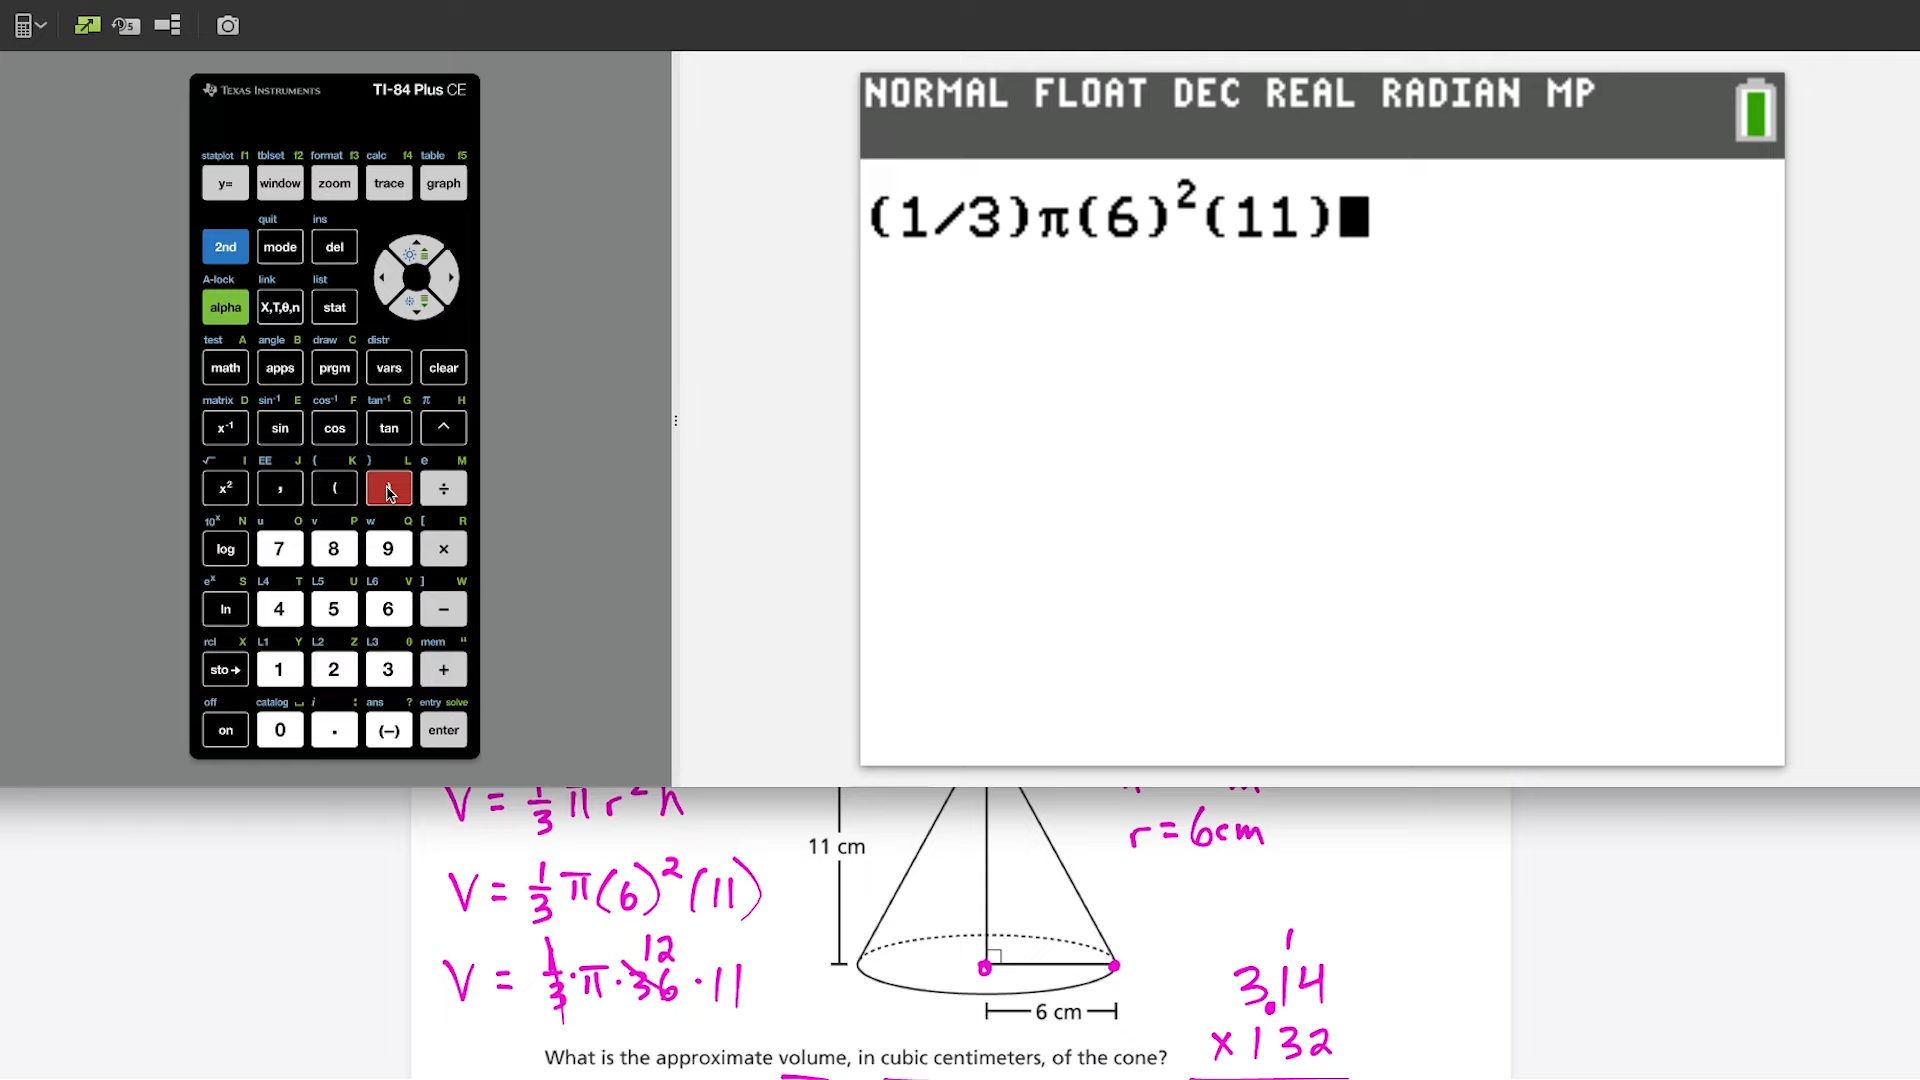 TEXAS INSTRUMENTS TI-84 Plus CE
statplot f1 tblset f2 format f3 calc f4 table f5
y= window zoom trace graph
quit ins
2nd mode del
A-lock link list
alpha X,T,θ,n stat
test A angle B draw C distr
math apps prgm vars clear
matrix D sin⁻¹ E cos⁻¹ F tan⁻¹ G π H
x⁻¹ sin cos tan ^
√ I EE J { K } L e M
x² , ( ÷
10ˣ N u O v P w Q [ R
log 7 8 9 ×
eˣ S L4 T L5 U L6 V ] W
ln 4 5 6 −
rcl X L1 Y L2 Z L3 θ mem "
sto→ 1 2 3 +
off catalog i : ans ? entry solve
on 0 . (−) enter
NORMAL FLOAT DEC REAL RADIAN MP
(1/3)π(6)²(11)
V = 1/3 π r² h
r = 6cm
11 cm
V = 1/3 π (6)² (11)
12
V = 1/3 · π · 36 · 11
6 cm
1
3.14
× 132
What is the approximate volume, in cubic centimeters, of the cone?